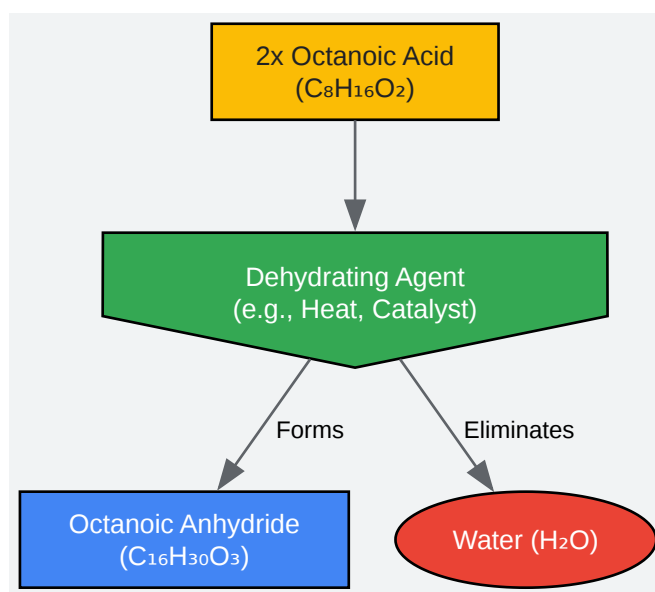 2x Octanoic Acid
(C₈H₁₆O₂)
Dehydrating Agent
(e.g., Heat, Catalyst)
Forms
Eliminates
Octanoic Anhydride
(C₁₆H₃₀O₃)
Water (H₂O)